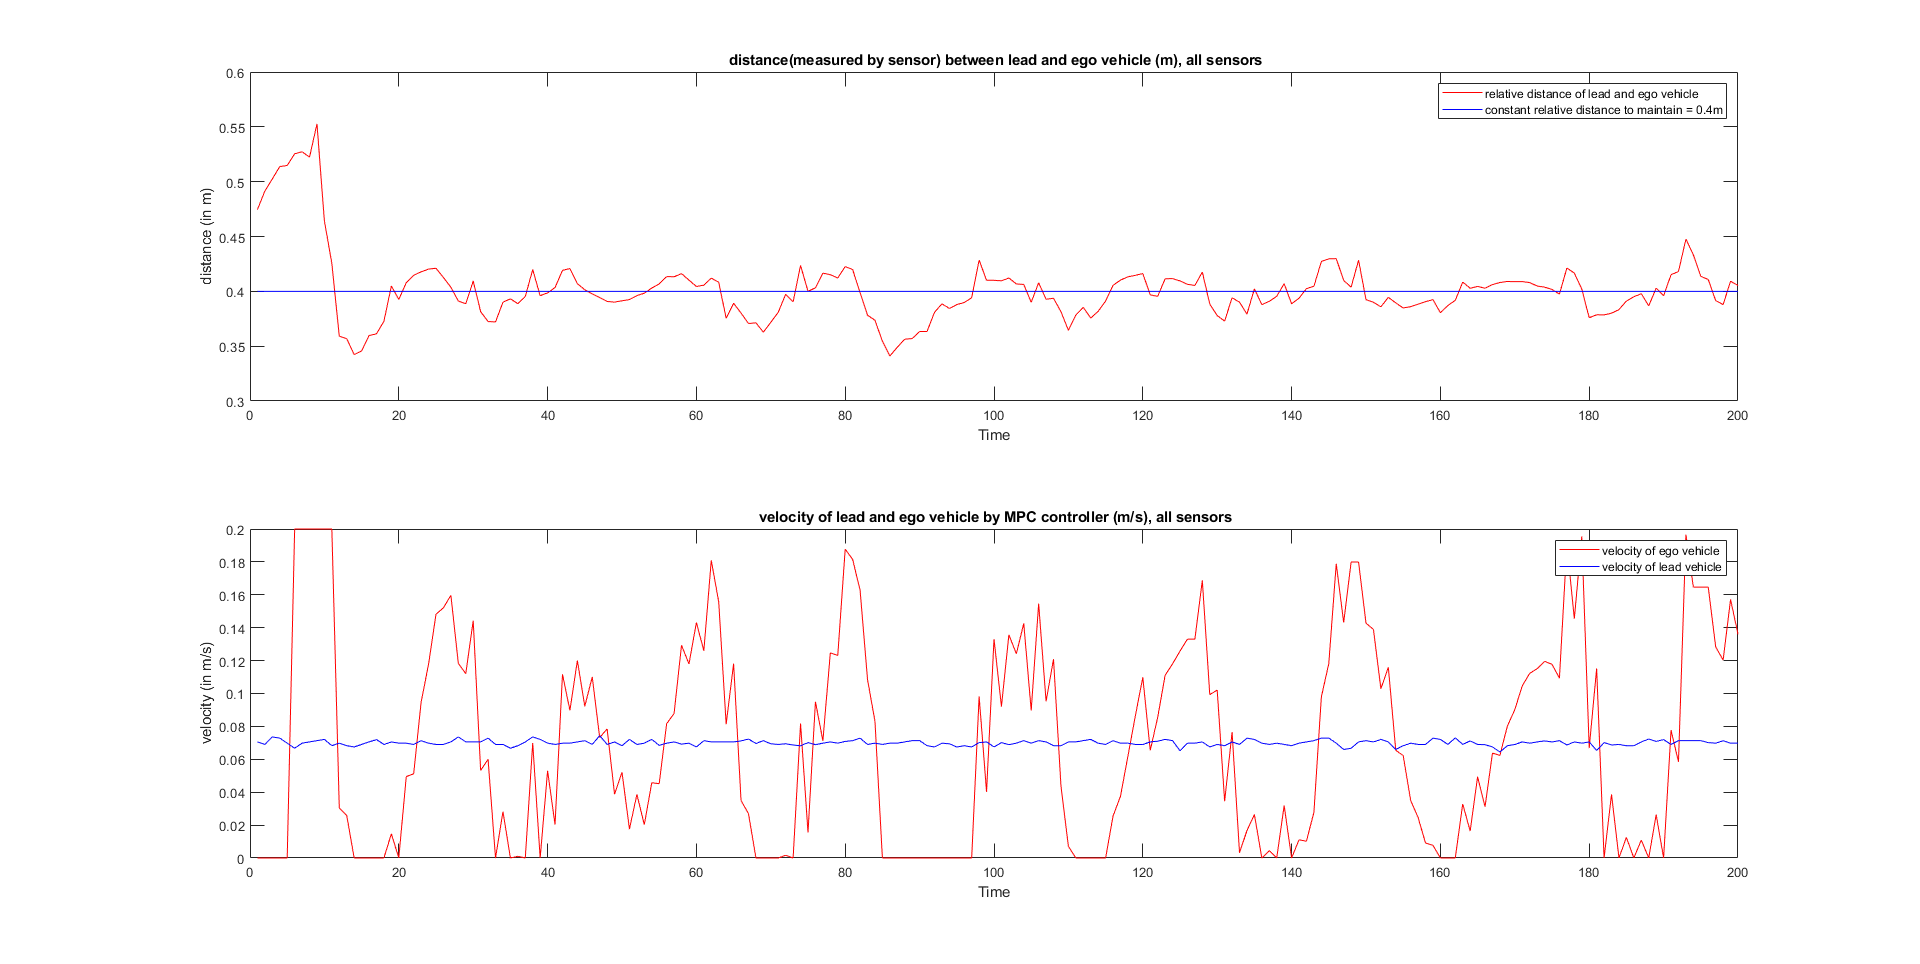 distance(measured by sensor) between lead and ego vehicle (m), all sensors
0.6
0.55
0.5
0.45
0.4
0.35
0.3
distance (in m)
relative distance of lead and ego vehicle
constant relative distance to maintain = 0.4m
0 20 40 60 80 100 120 140 160 180 200
Time
velocity of lead and ego vehicle by MPC controller (m/s), all sensors
0.2
0.18
0.16
0.14
0.12
0.1
0.08
0.06
0.04
0.02
0
velocity (in m/s)
velocity of ego vehicle
velocity of lead vehicle
0 20 40 60 80 100 120 140 160 180 200
Time